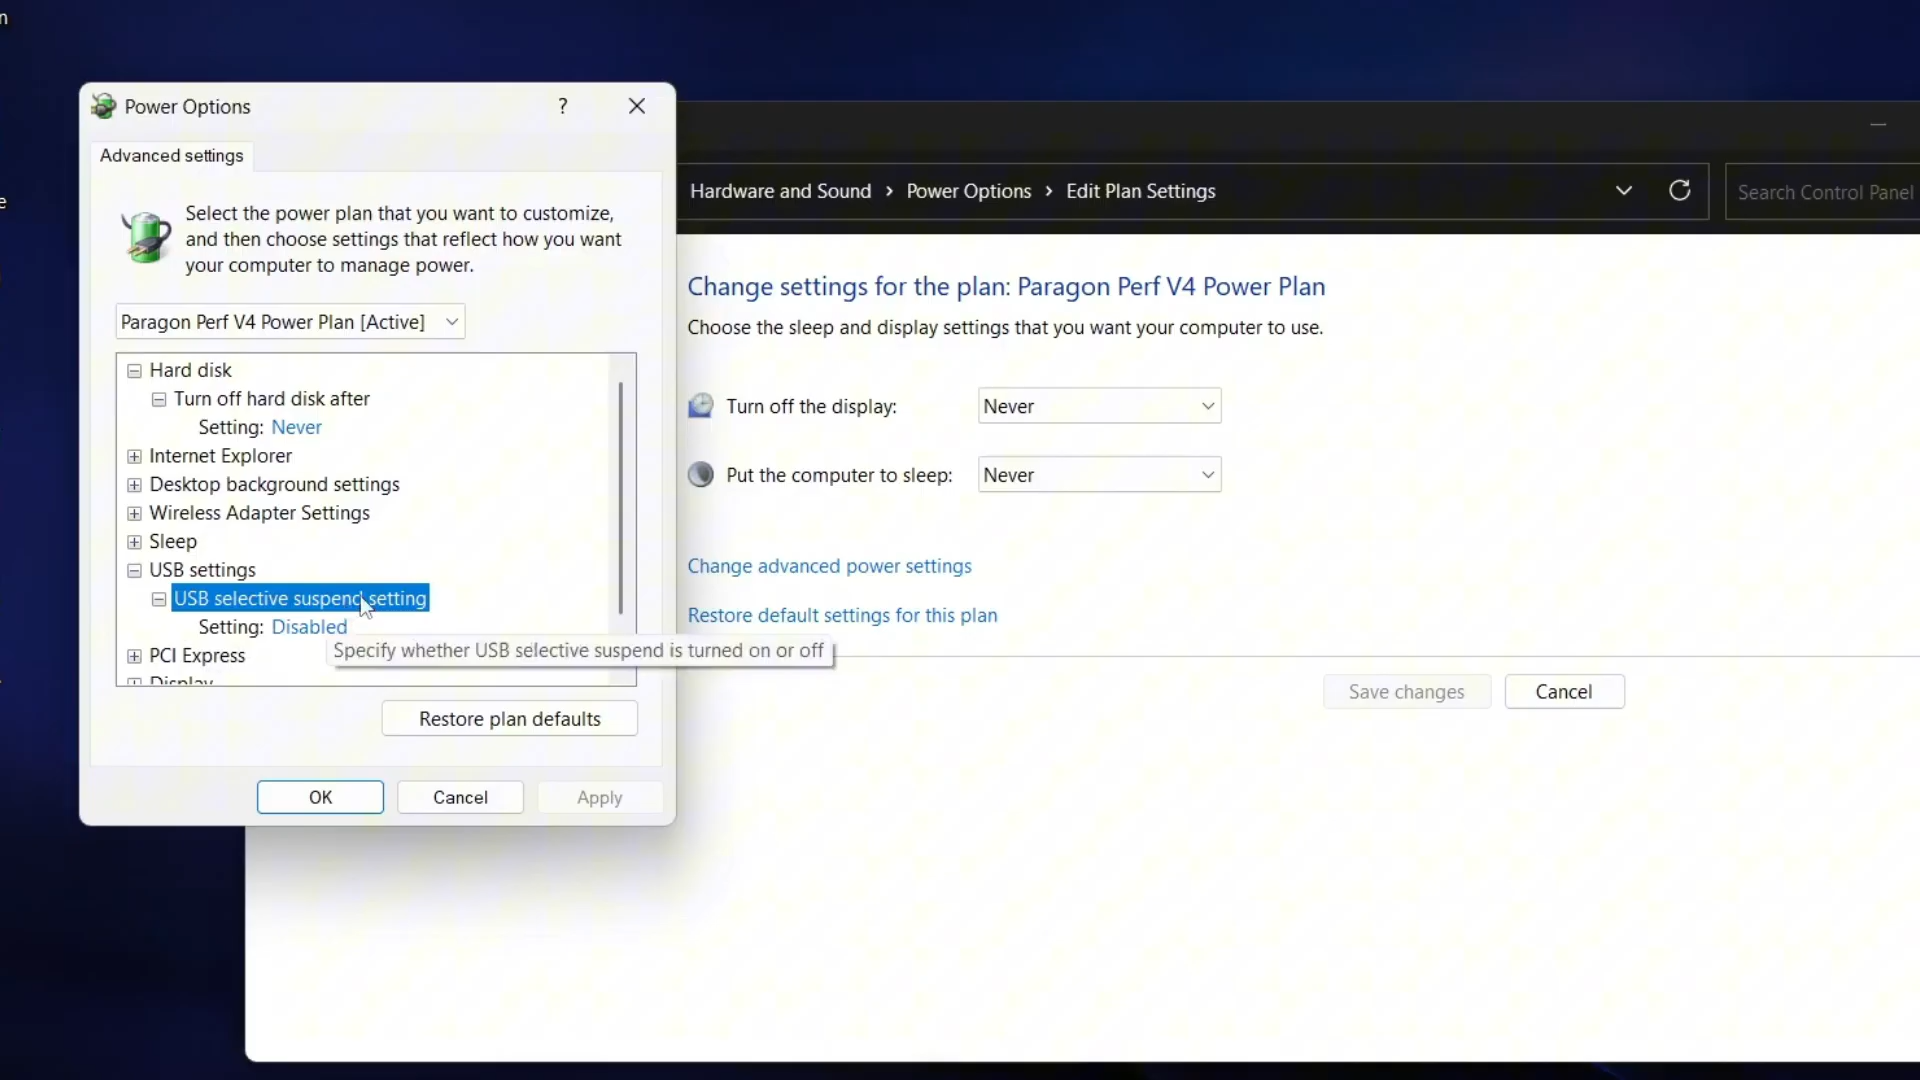 n
e
Power Options
?
Advanced settings
Select the power plan that you want to customize,
and then choose settings that reflect how you want
your computer to manage power.
Paragon Perf V4 Power Plan [Active]
Hard disk
Turn off hard disk after
Setting: Never
Internet Explorer
Desktop background settings
Wireless Adapter Settings
Sleep
USB settings
USB selective suspend setting
Setting: Disabled
Specify whether USB selective suspend is turned on or off
PCI Express
Display
Restore plan defaults
OK
Cancel
Apply
Hardware and Sound > Power Options > Edit Plan Settings
Search Control Panel
Change settings for the plan: Paragon Perf V4 Power Plan
Choose the sleep and display settings that you want your computer to use.
Turn off the display: Never
Put the computer to sleep: Never
Change advanced power settings
Restore default settings for this plan
Save changes
Cancel